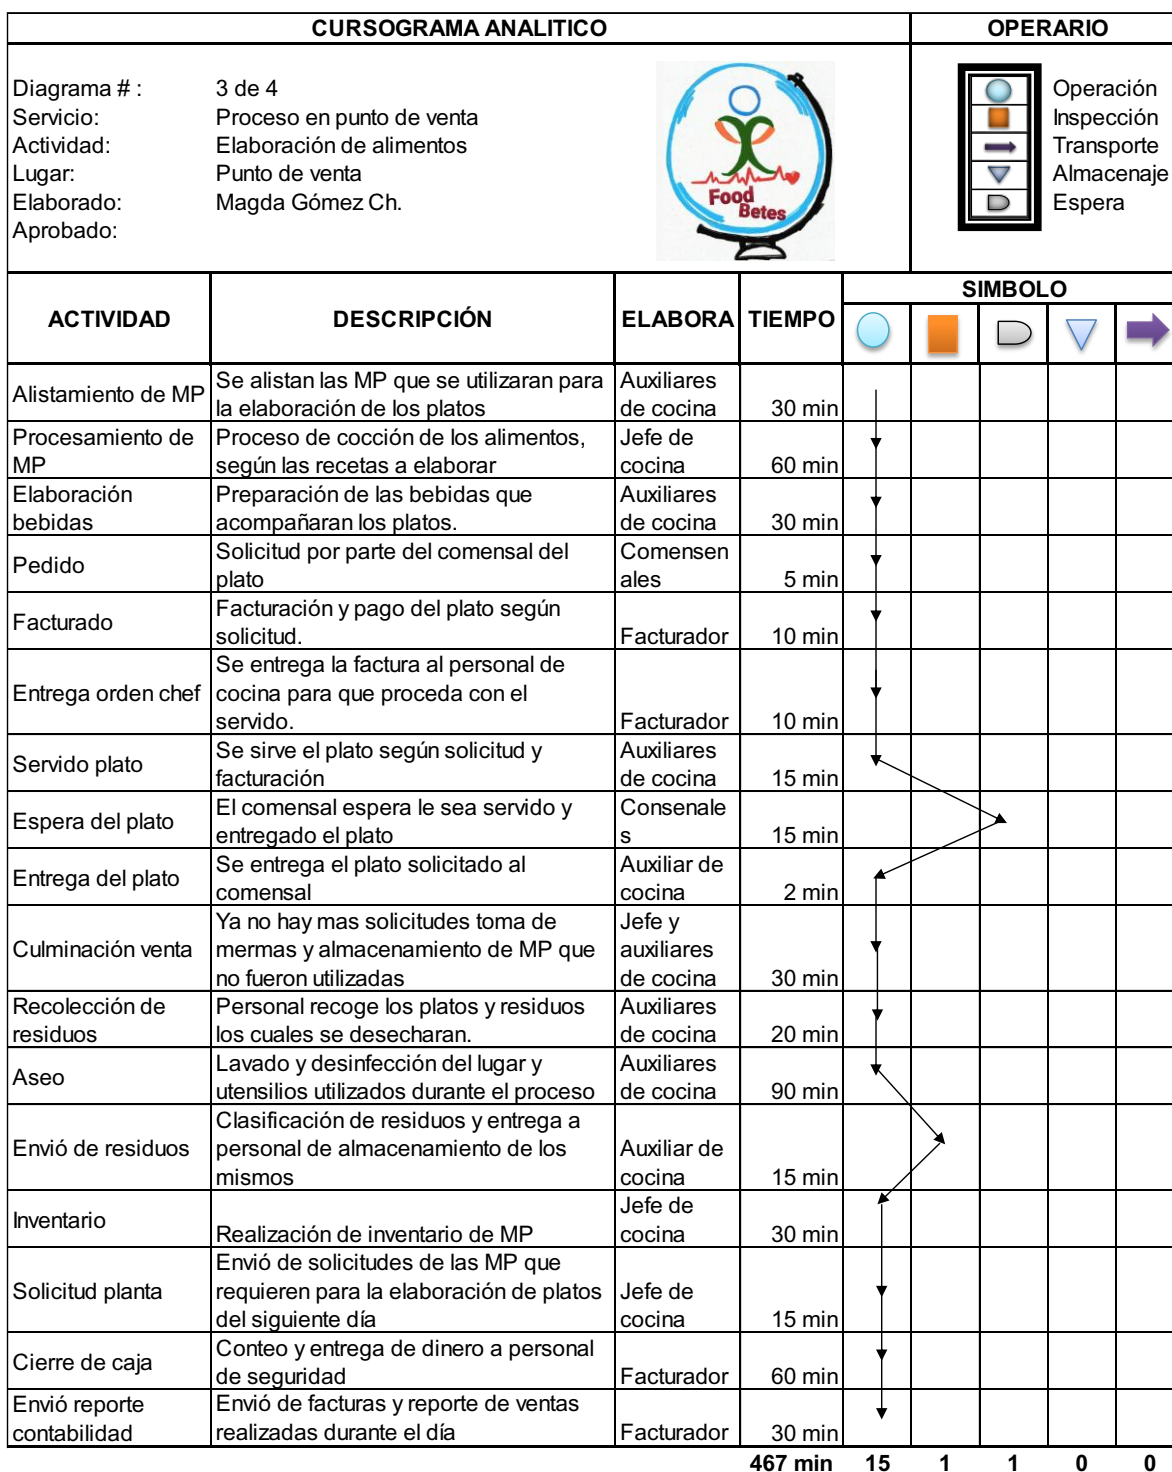 CURSOGRAMA ANALITICO
OPERARIO
Diagrama # : 3 de 4
Servicio: Proceso en punto de venta
Actividad: Elaboración de alimentos
Lugar: Punto de venta
Elaborado: Magda Gómez Ch.
Aprobado:
Food
Betes
Operación
Inspección
Transporte
Almacenaje
Espera
ACTIVIDAD DESCRIPCIÓN ELABORA TIEMPO SIMBOLO
Alistamiento de MP
Se alistan las MP que se utilizaran para
la elaboración de los platos
Auxiliares
de cocina
30 min
Procesamiento de
MP
Proceso de cocción de los alimentos,
según las recetas a elaborar
Jefe de
cocina
60 min
Elaboración
bebidas
Preparación de las bebidas que
acompañaran los platos.
Auxiliares
de cocina
30 min
Pedido
Solicitud por parte del comensal del
plato
Comensen
ales
5 min
Facturado
Facturación y pago del plato según
solicitud.
Facturador
10 min
Entrega orden chef
Se entrega la factura al personal de
cocina para que proceda con el
servido.
Facturador
10 min
Servido plato
Se sirve el plato según solicitud y
facturación
Auxiliares
de cocina
15 min
Espera del plato
El comensal espera le sea servido y
entregado el plato
Consenale
s
15 min
Entrega del plato
Se entrega el plato solicitado al
comensal
Auxiliar de
cocina
2 min
Culminación venta
Ya no hay mas solicitudes toma de
mermas y almacenamiento de MP que
no fueron utilizadas
Jefe y
auxiliares
de cocina
30 min
Recolección de
residuos
Personal recoge los platos y residuos
los cuales se desecharan.
Auxiliares
de cocina
20 min
Aseo
Lavado y desinfección del lugar y
utensilios utilizados durante el proceso
Auxiliares
de cocina
90 min
Envió de residuos
Clasificación de residuos y entrega a
personal de almacenamiento de los
mismos
Auxiliar de
cocina
15 min
Inventario
Realización de inventario de MP
Jefe de
cocina
30 min
Solicitud planta
Envió de solicitudes de las MP que
requieren para la elaboración de platos
del siguiente día
Jefe de
cocina
15 min
Cierre de caja
Conteo y entrega de dinero a personal
de seguridad
Facturador
60 min
Envió reporte
contabilidad
Envió de facturas y reporte de ventas
realizadas durante el día
Facturador
30 min
467 min 15 1 1 0 0